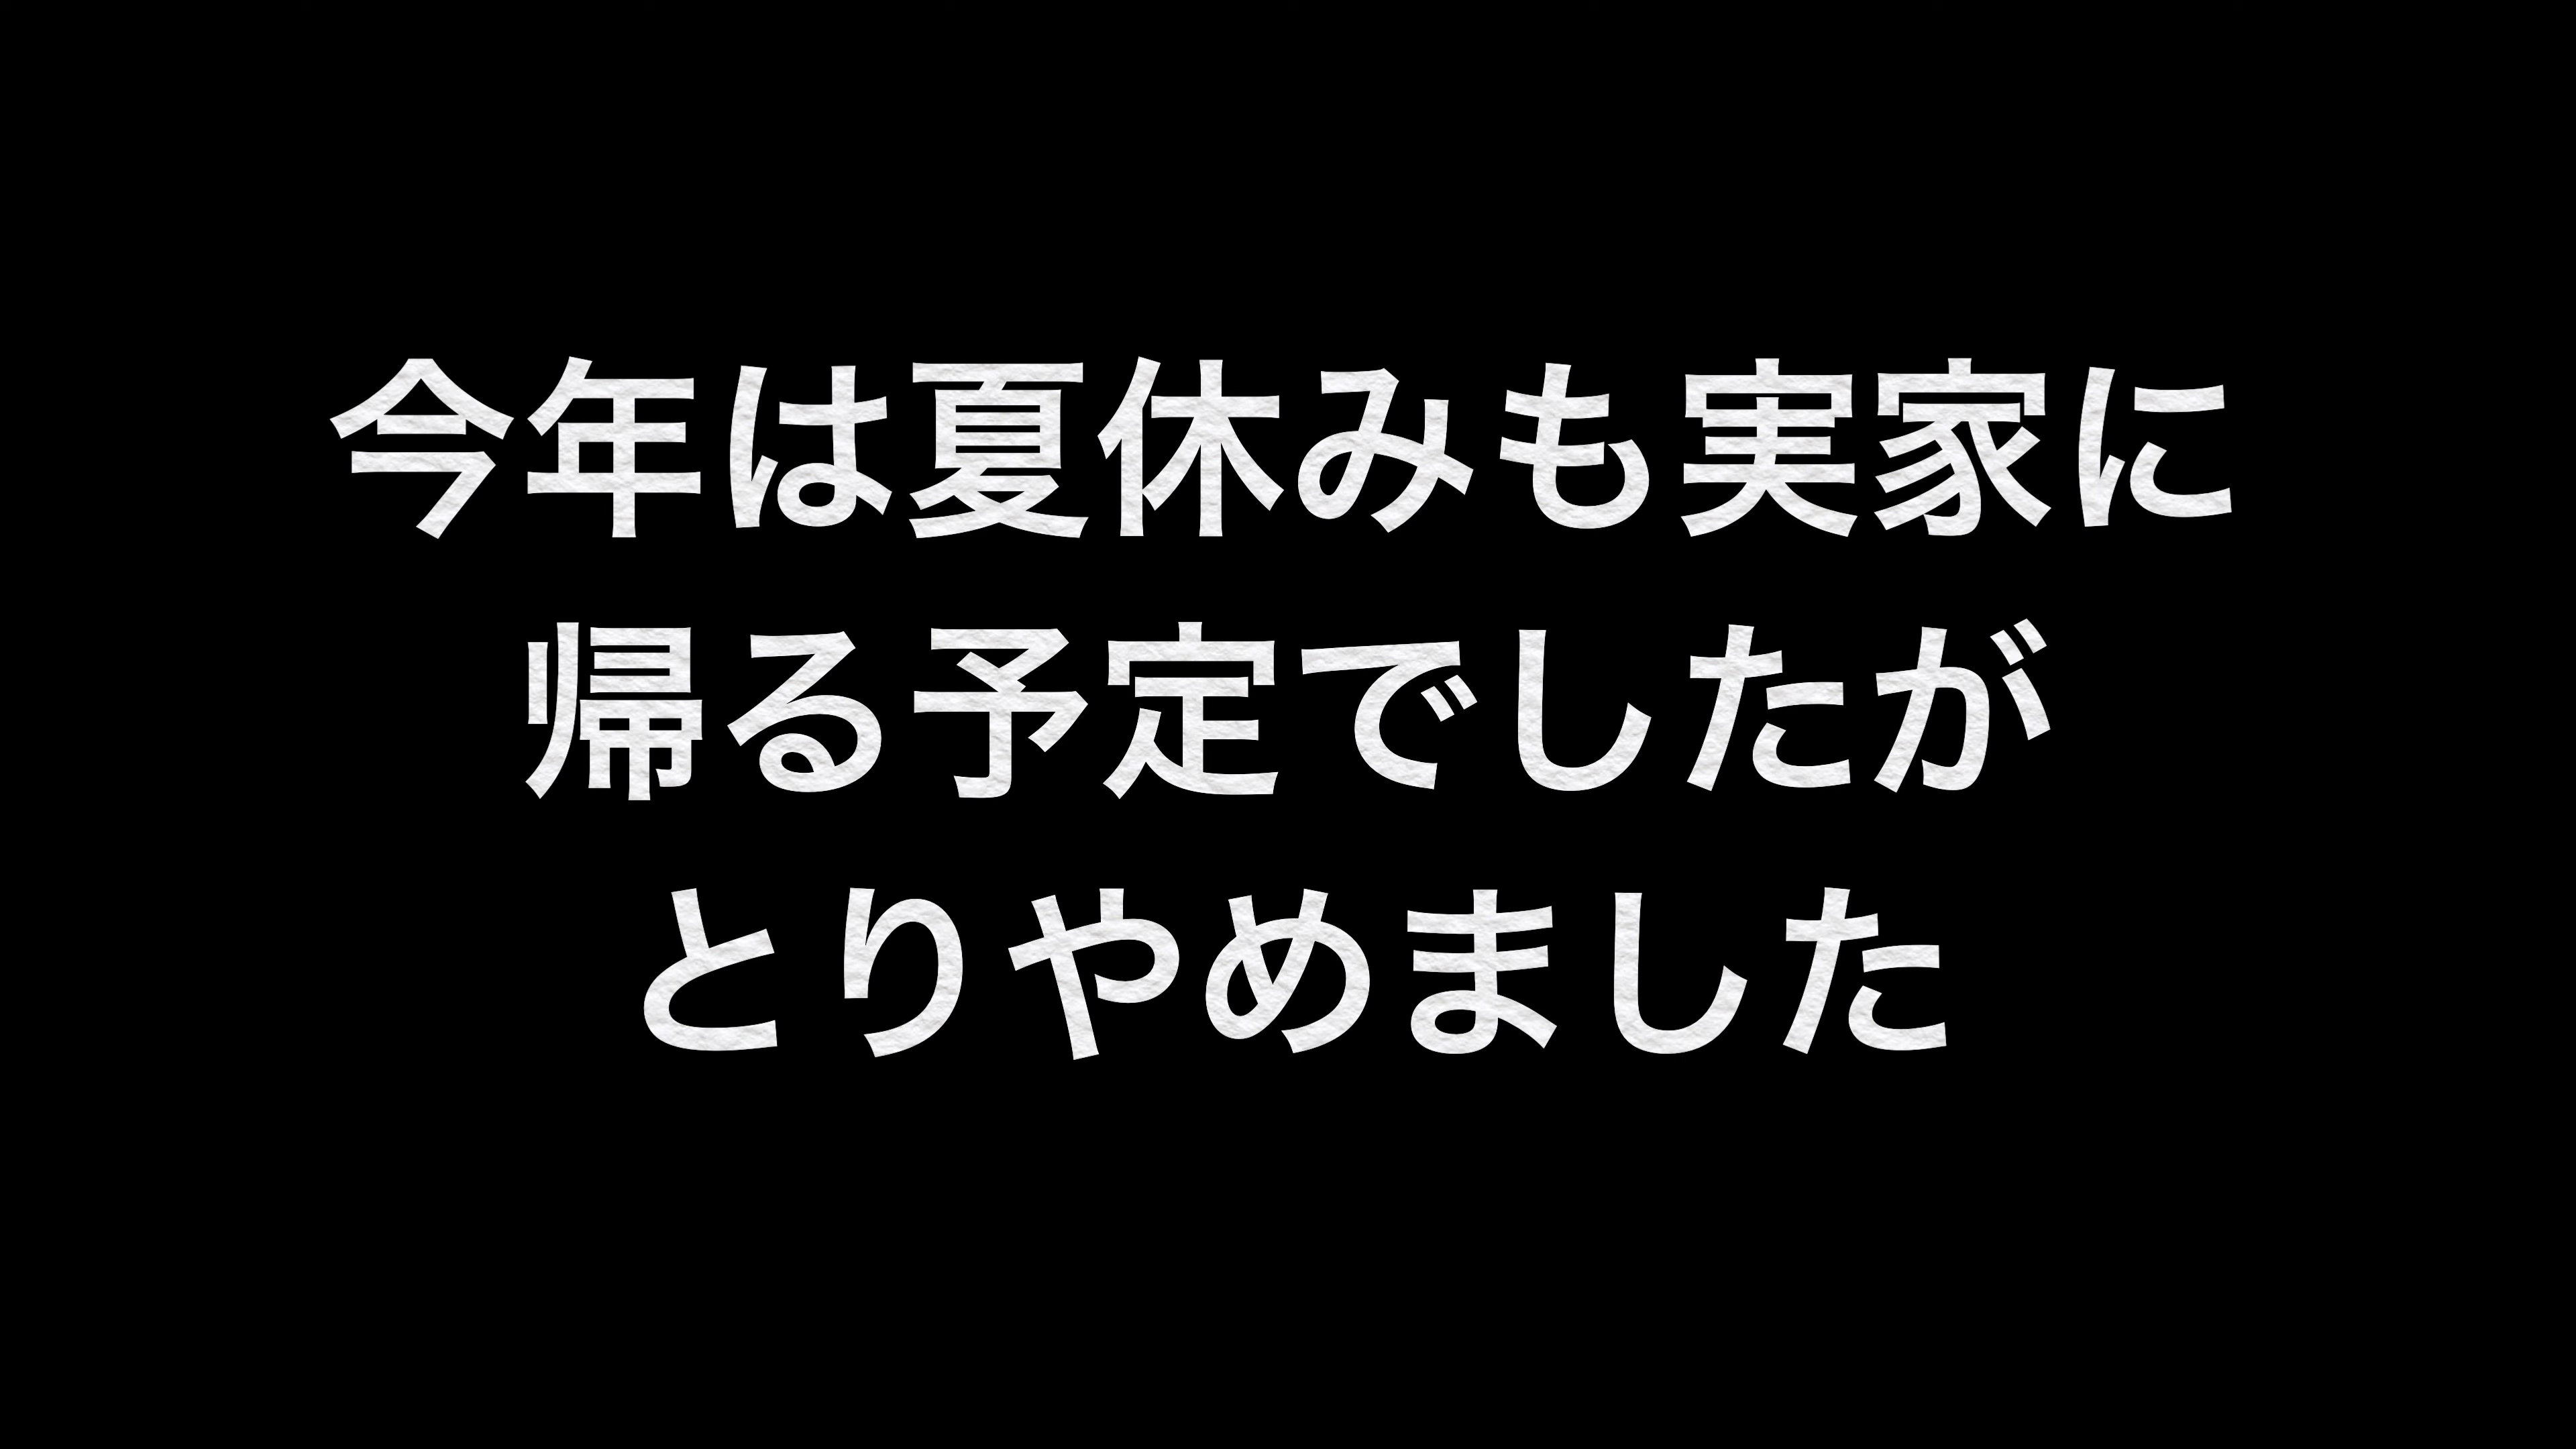 今年は夏休みも実家に
帰る予定でしたが
とりやめました